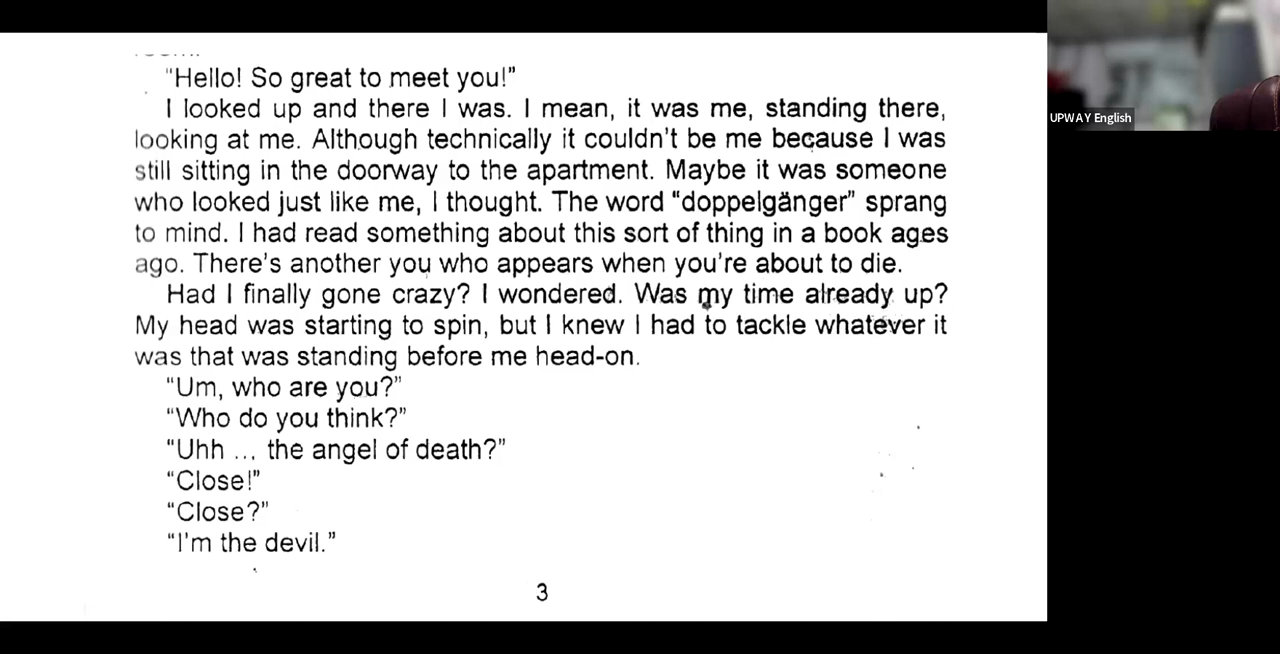 "Hello! So great to meet you!"
I looked up and there I was. I mean, it was me, standing there,
looking at me. Although technically it couldn't be me because I was
still sitting in the doorway to the apartment. Maybe it was someone
who looked just like me, I thought. The word "doppelgänger" sprang
to mind. I had read something about this sort of thing in a book ages
ago. There's another you who appears when you're about to die.
Had I finally gone crazy? I wondered. Was my time already up?
My head was starting to spin, but I knew I had to tackle whatever it
was that was standing before me head-on.
"Um, who are you?"
"Who do you think?"
"Uhh ... the angel of death?"
"Close!"
"Close?"
"I'm the devil."
3
UPWAY English